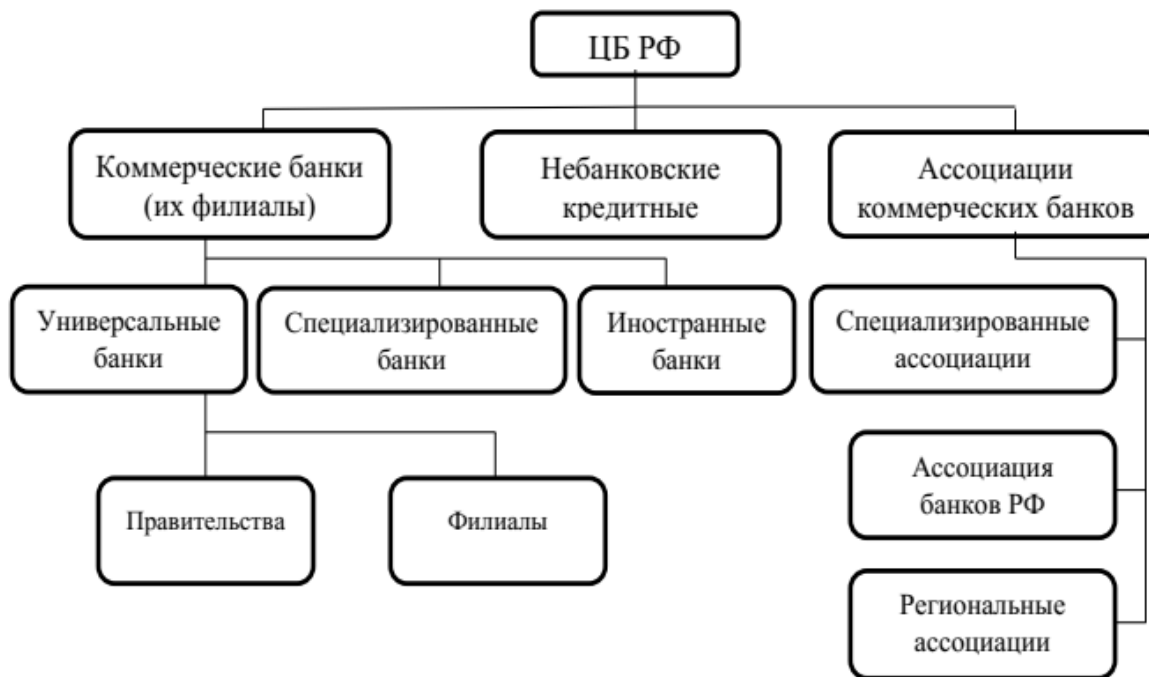 ЦБ РФ
Коммерческие банки
(их филиалы)
Небанковские
кредитные
Ассоциации
коммерческих банков
Универсальные
банки
Специализированные
банки
Иностранные
банки
Специализированные
ассоциации
Правительства
Филиалы
Ассоциация
банков РФ
Региональные
ассоциации